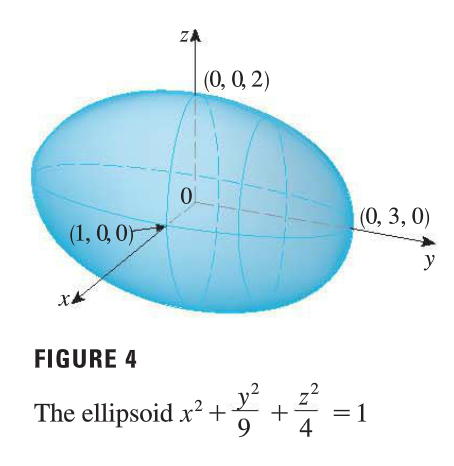 z
(0, 0, 2)
0
(0, 3, 0)
(1, 0, 0)
y
x
FIGURE 4
The ellipsoid x² + y²/9 + z²/4 = 1